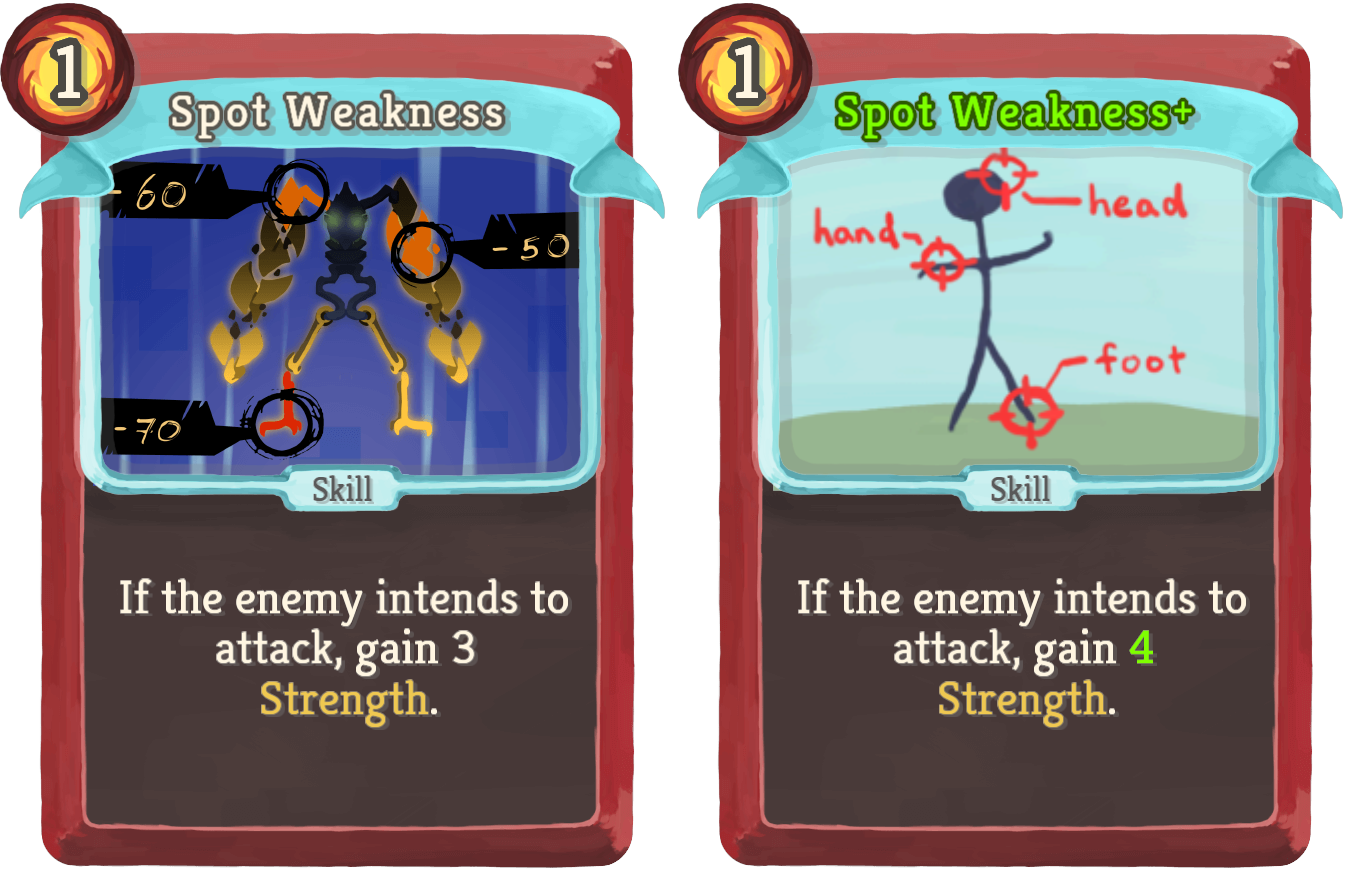 1
Spot Weakness
-60
-50
-70
Skill
If the enemy intends to
attack, gain 3
Strength.
1
Spot Weakness+
head
hand
foot
Skill
If the enemy intends to
attack, gain 4
Strength.